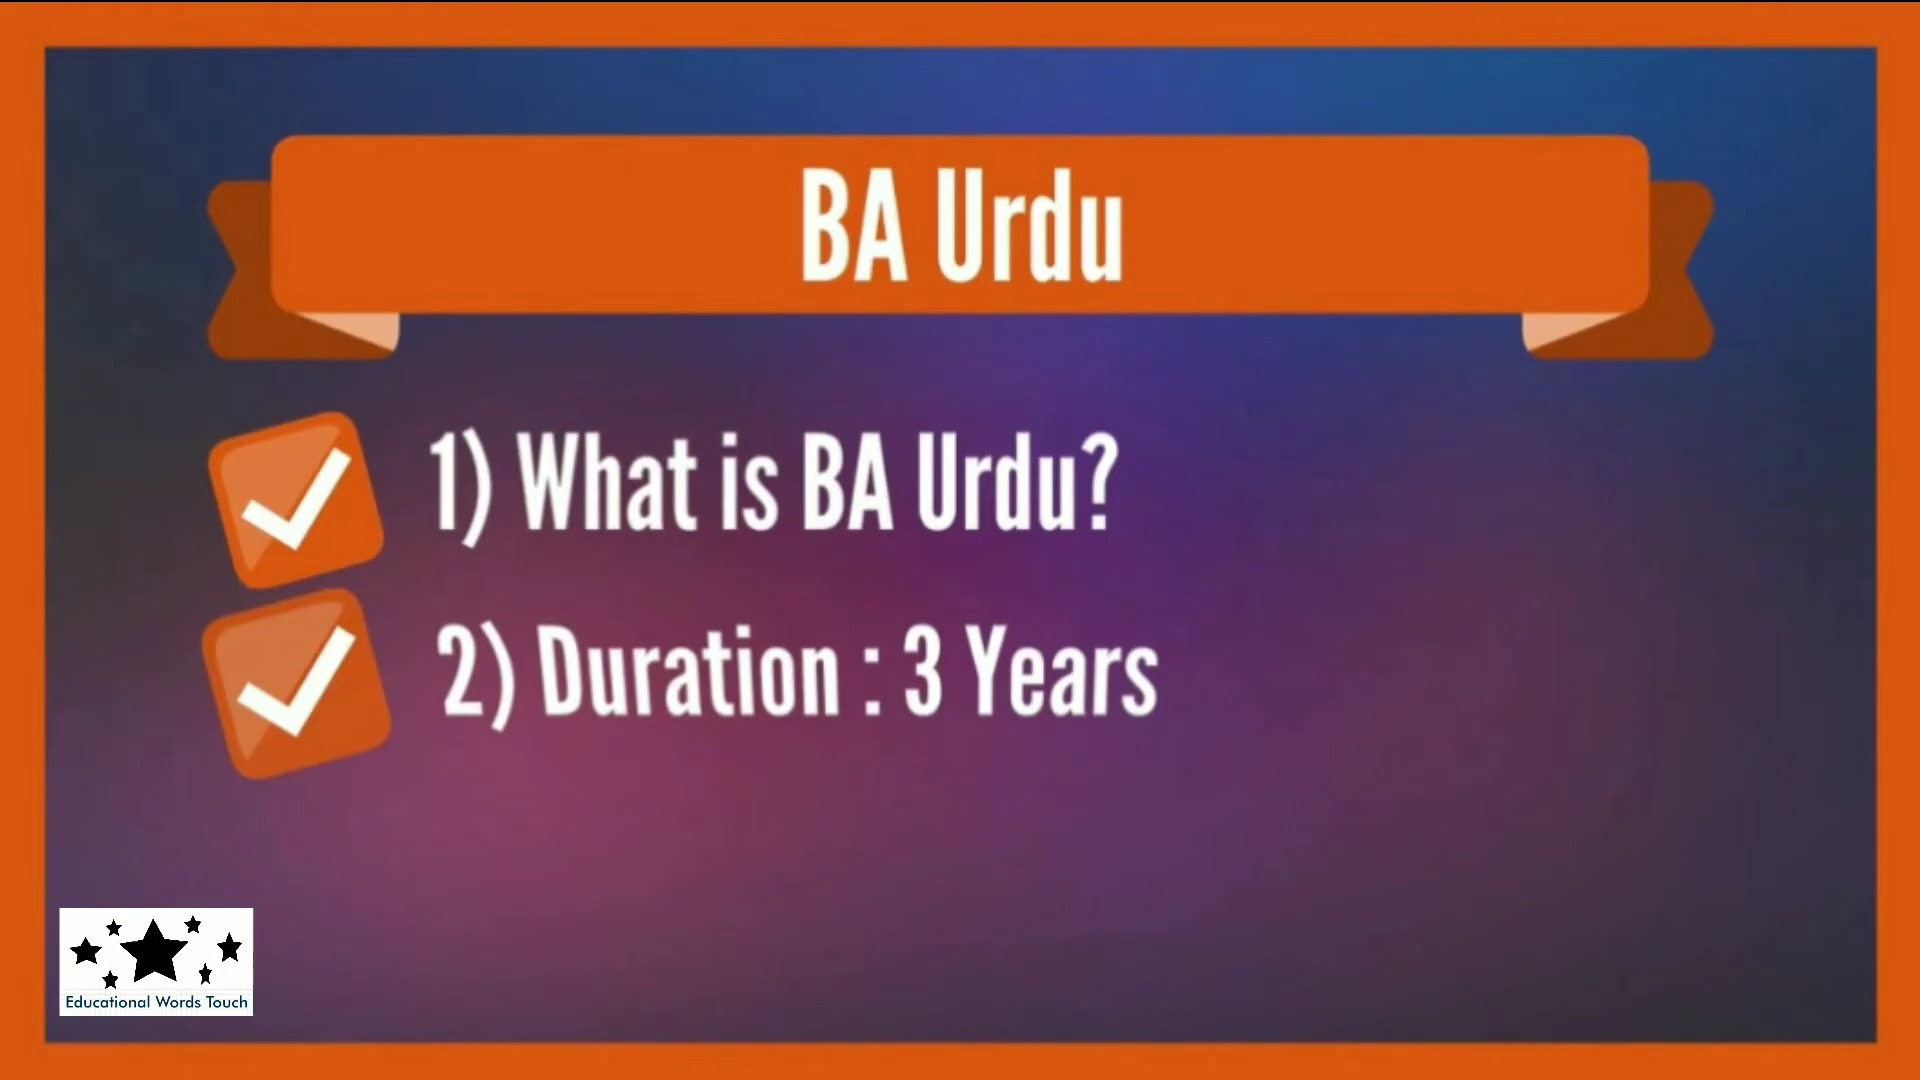 BA Urdu
1) What is BA Urdu?
2) Duration : 3 Years
Educational Words Touch